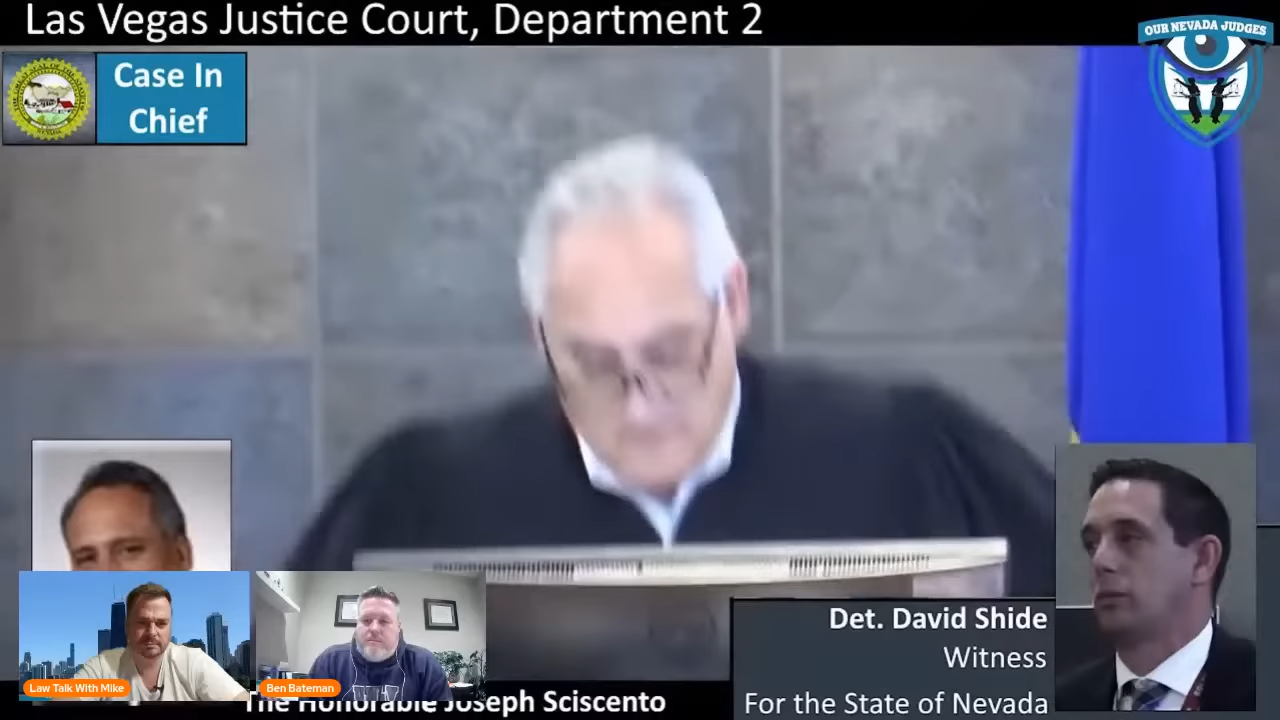 Las Vegas Justice Court, Department 2
OUR NEVADA JUDGES
Case In
Chief
Det. David Shide
Witness
For the State of Nevada
Law Talk With Mike
Ben Bateman
The Honorable Joseph Sciscento